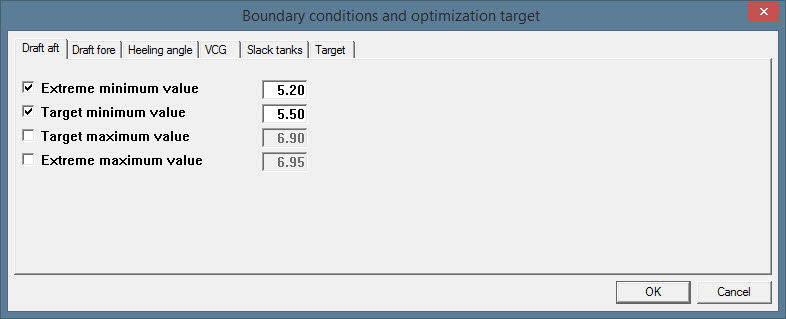 Boundary conditions and optimization target
Draft aft Draft fore Heeling angle VCG Slack tanks Target
Extreme minimum value 5.20
Target minimum value 5.50
Target maximum value 6.90
Extreme maximum value 6.95
OK Cancel